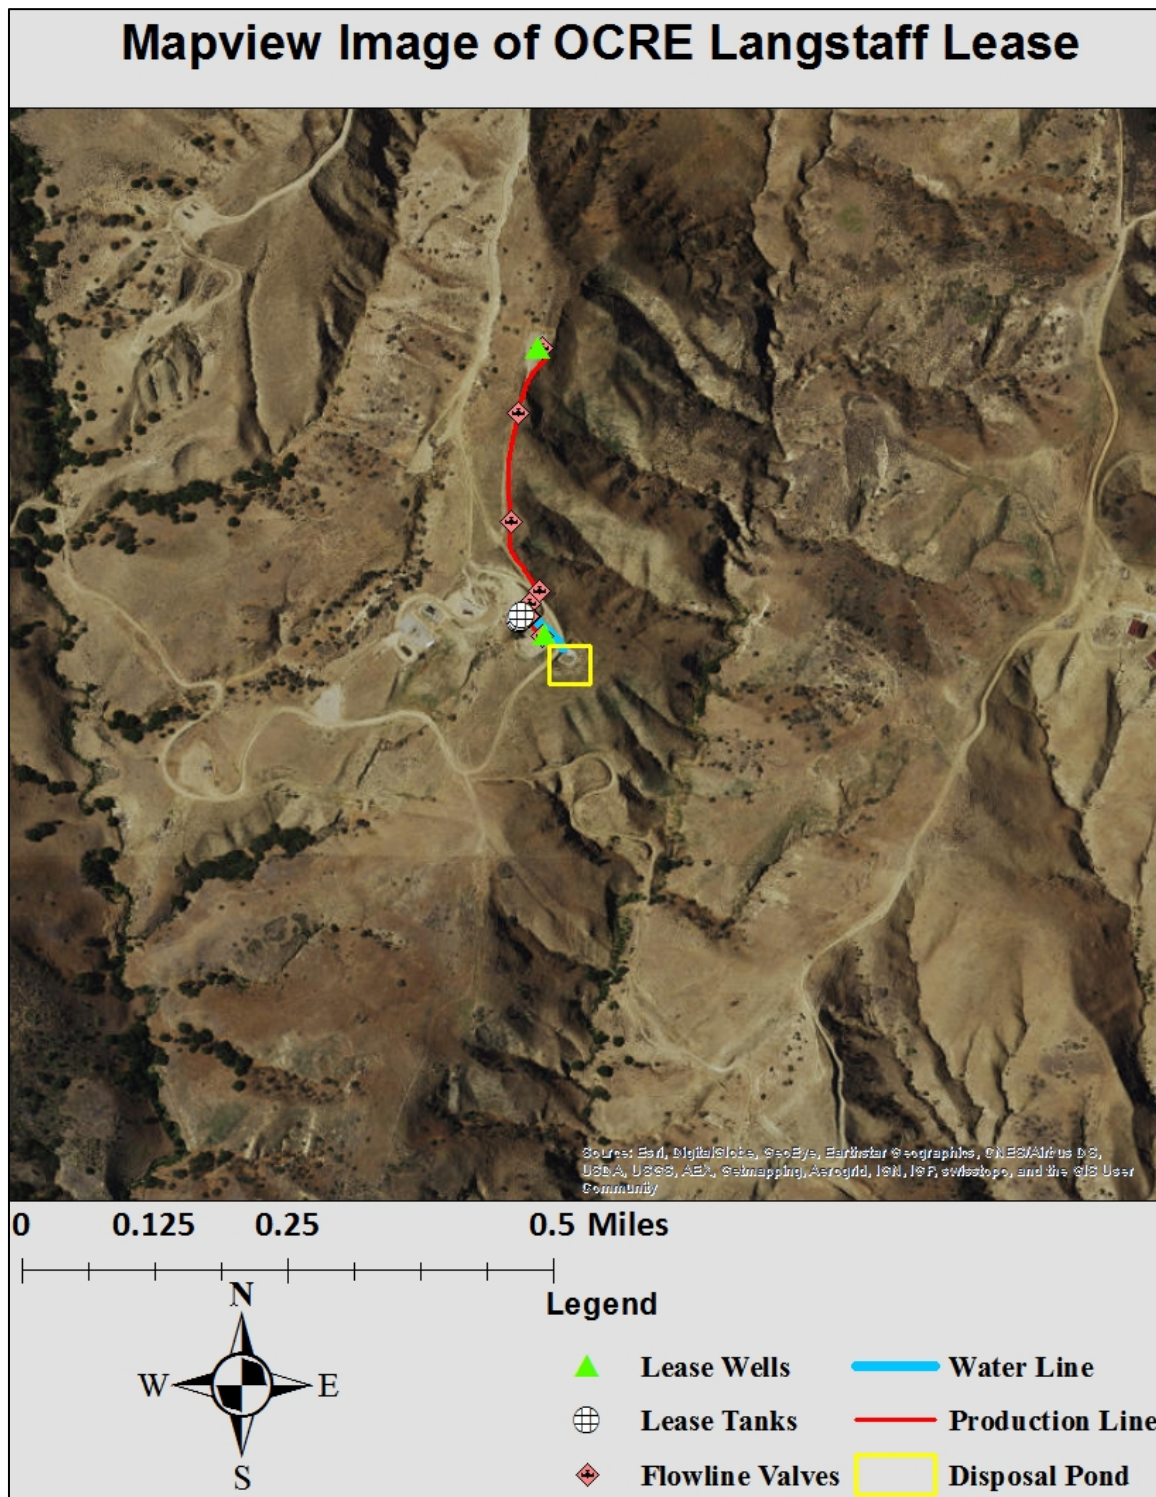 Mapview Image of OCRE Langstaff Lease
Source: Esri, DigitalGlobe, GeoEye, Earthstar Geographics, CNES/Airbus DS,
USDA, USGS, AEX, Getmapping, Aerogrid, IGN, IGP, swisstopo, and the GIS User
Community
0 0.125 0.25 0.5 Miles
N
W E
S
Legend
Lease Wells Water Line
Lease Tanks Production Line
Flowline Valves Disposal Pond